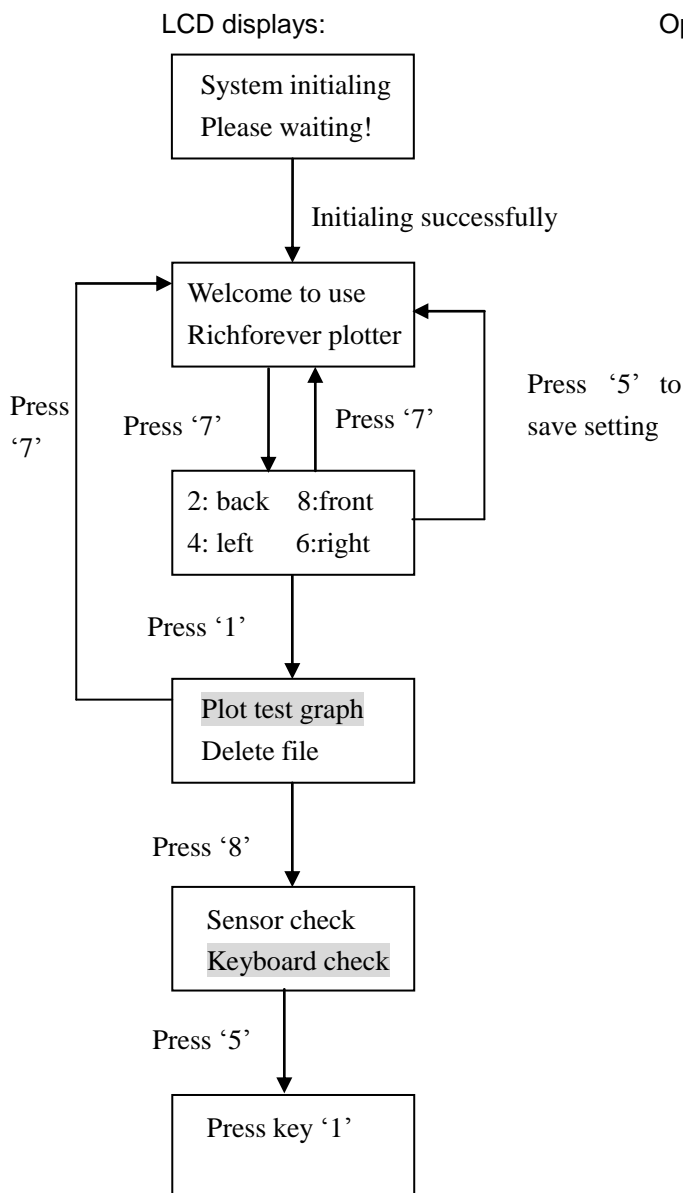 LCD displays:
Op
System initialing
Please waiting!
Initialing successfully
Welcome to use
Richforever plotter
Press
‘7’
Press ‘7’
Press ‘7’
Press ‘5’ to
save setting
2: back 8:front
4: left 6:right
Press ‘1’
Plot test graph
Delete file
Press ‘8’
Sensor check
Keyboard check
Press ‘5’
Press key ‘1’